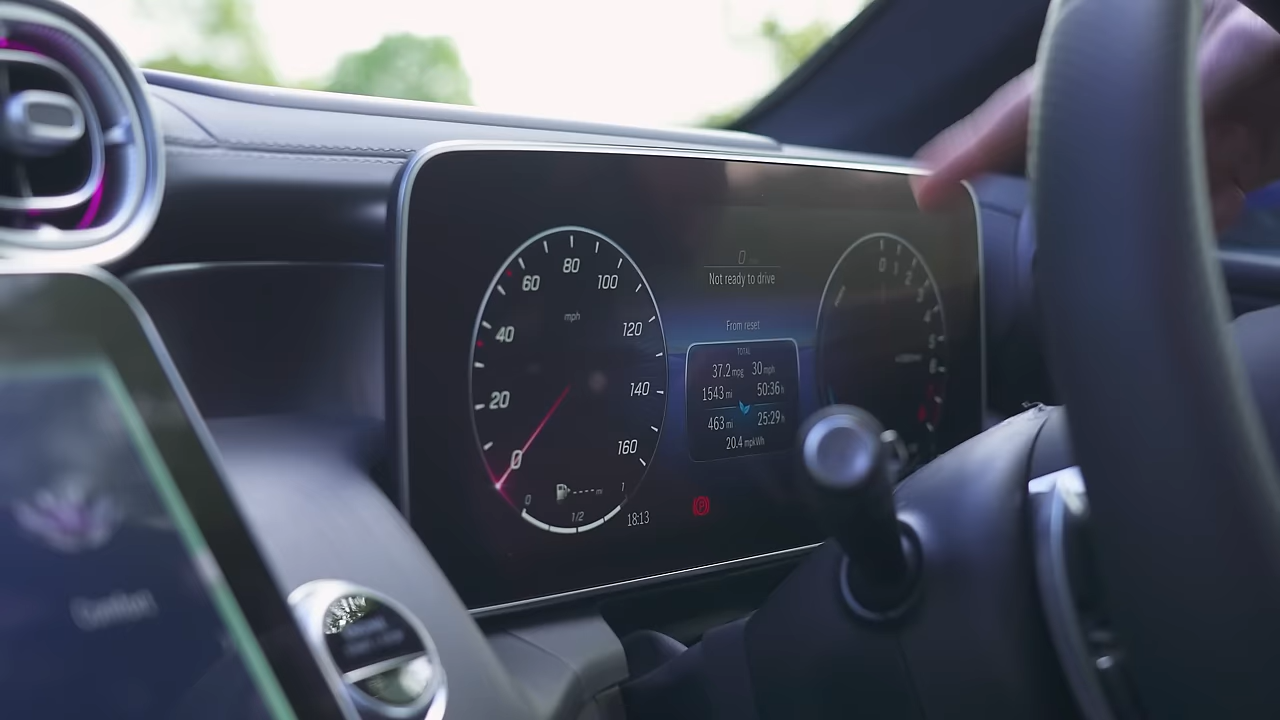 80
60
100
mph
40
120
20
140
0
160
0
1/2
1
18:13
0
Not ready to drive
From reset
TOTAL
37.2 mpg 30 mph
1543 mi 50:36 h
463 mi 25:29 h
20.4 mpkWh
0
1
2
3
4
5
6
Comfort